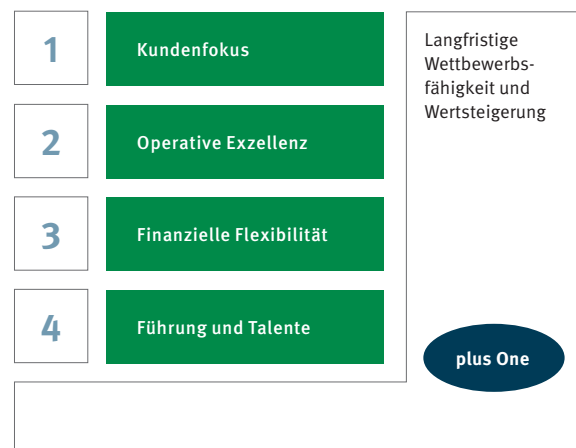 1
Kundenfokus
2
Operative Exzellenz
3
Finanzielle Flexibilität
4
Führung und Talente
Langfristige
Wettbewerbs-
fähigkeit und
Wertsteigerung
plus One